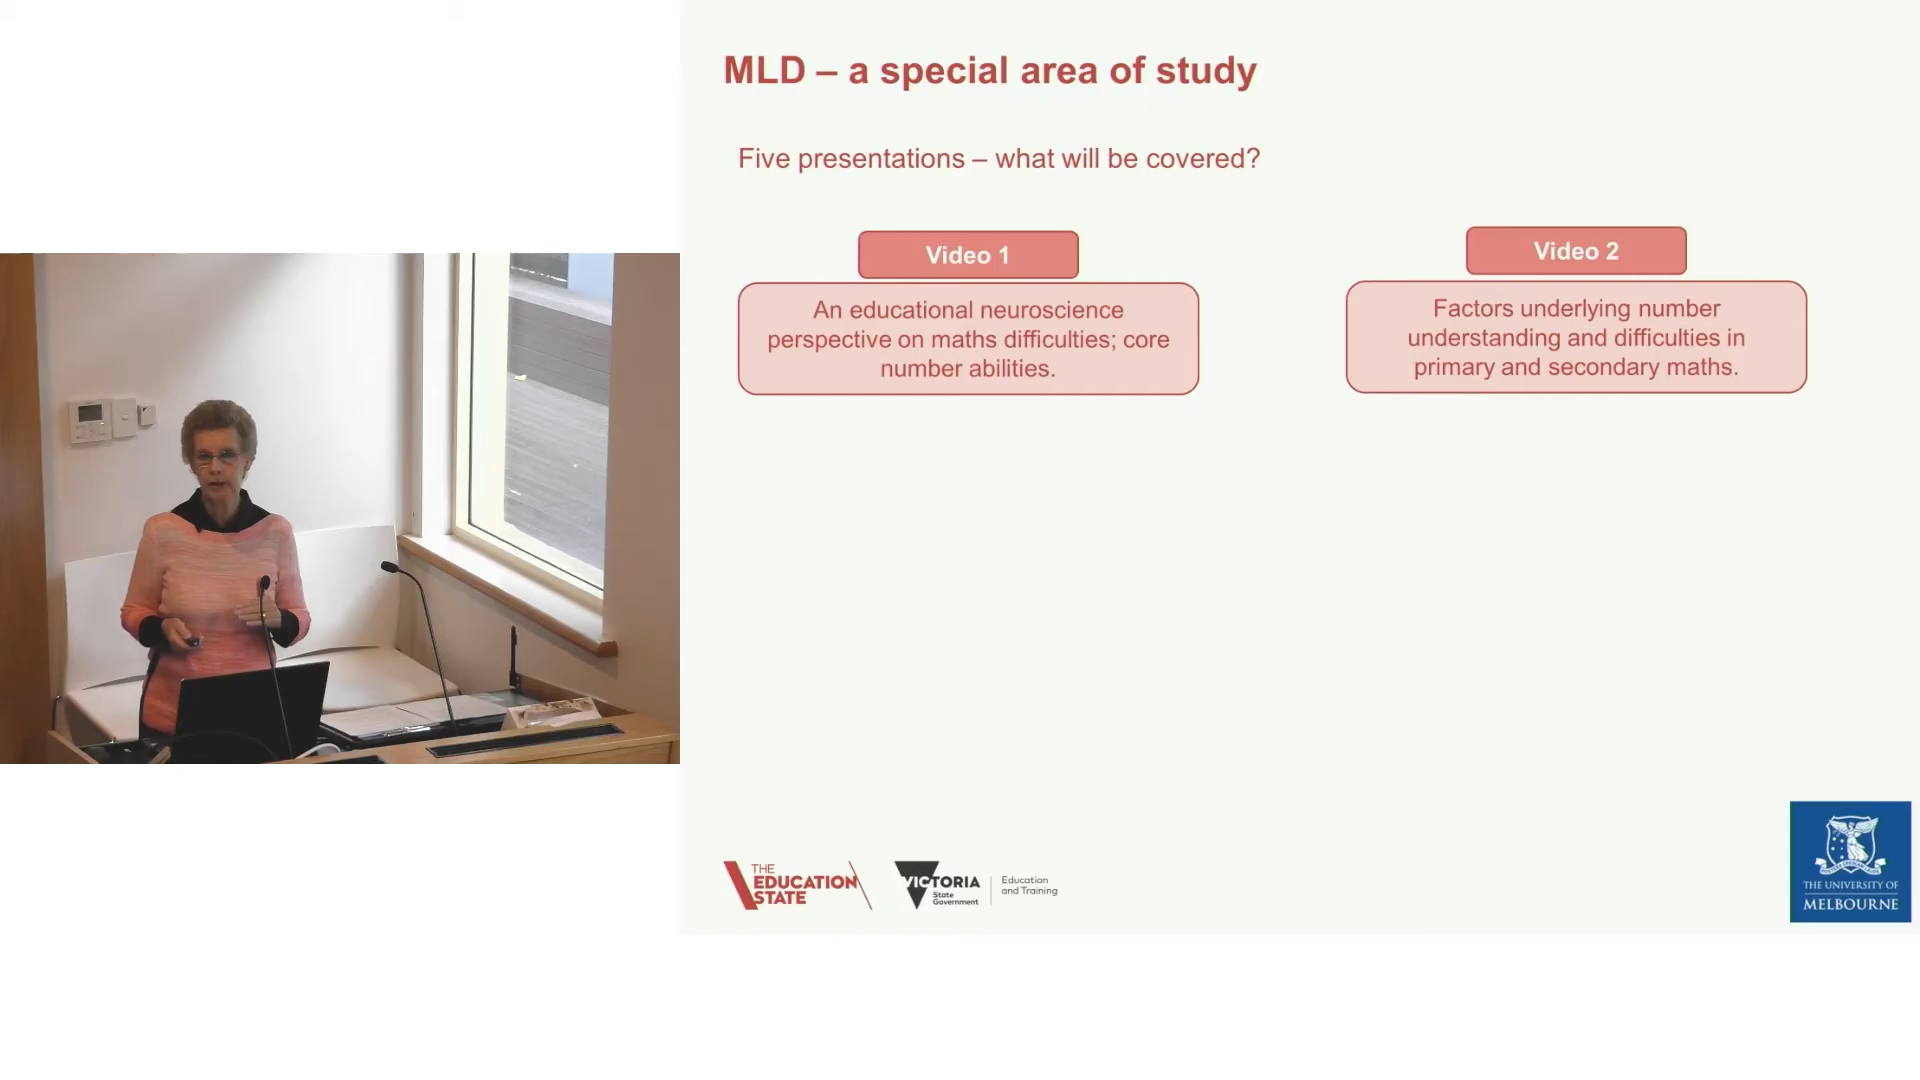 MLD – a special area of study
Five presentations – what will be covered?
Video 1
An educational neuroscience
perspective on maths difficulties; core
number abilities.
Video 2
Factors underlying number
understanding and difficulties in
primary and secondary maths.
THE
EDUCATION
STATE
VICTORIA
State
Government
Education
and Training
THE UNIVERSITY OF
MELBOURNE